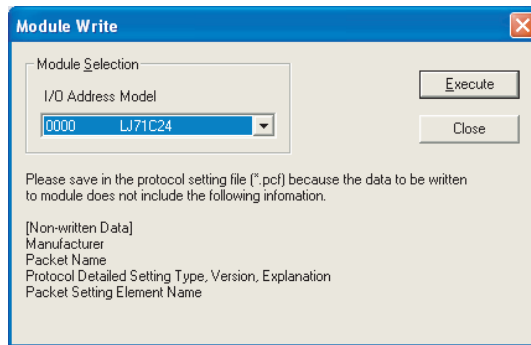 Module Write
Module Selection
I/O Address Model
0000 LJ71C24
Execute
Close
Please save in the protocol setting file (*.pcf) because the data to be written
to module does not include the following infomation.
[Non-written Data]
Manufacturer
Packet Name
Protocol Detailed Setting Type, Version, Explanation
Packet Setting Element Name